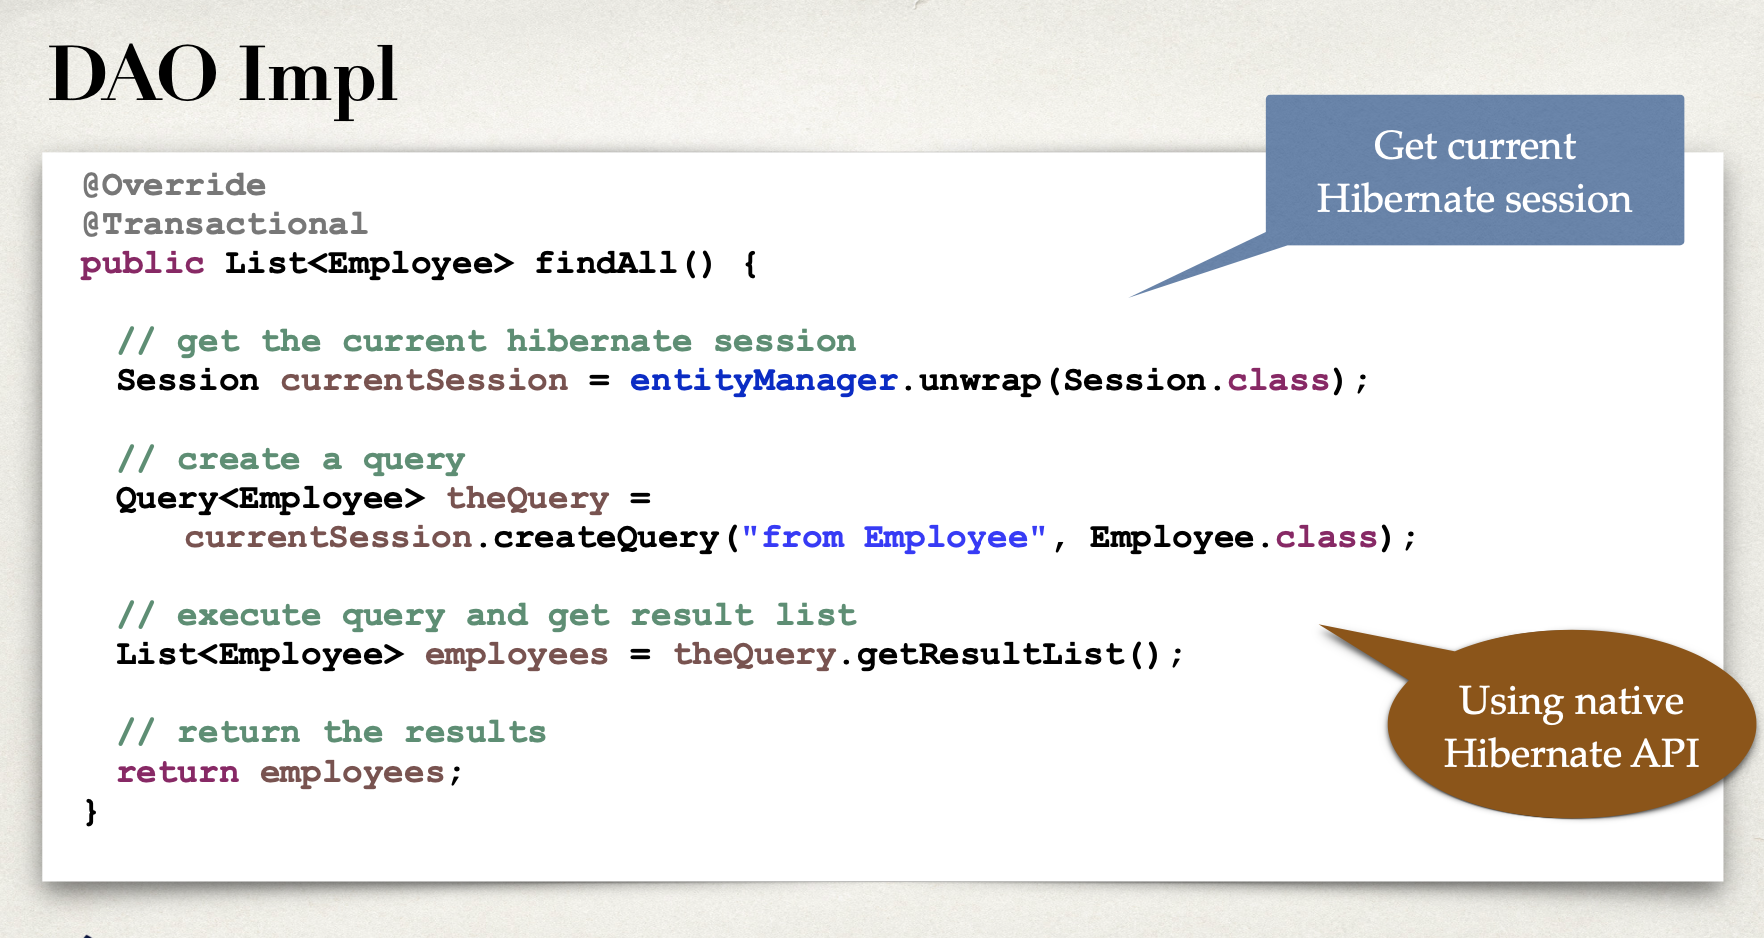 DAO Impl
Get current
Hibernate session
@Override
@Transactional
public List<Employee> findAll() {
// get the current hibernate session
Session currentSession = entityManager.unwrap(Session.class);
// create a query
Query<Employee> theQuery =
currentSession.createQuery("from Employee", Employee.class);
// execute query and get result list
List<Employee> employees = theQuery.getResultList();
// return the results
return employees;
}
Using native
Hibernate API